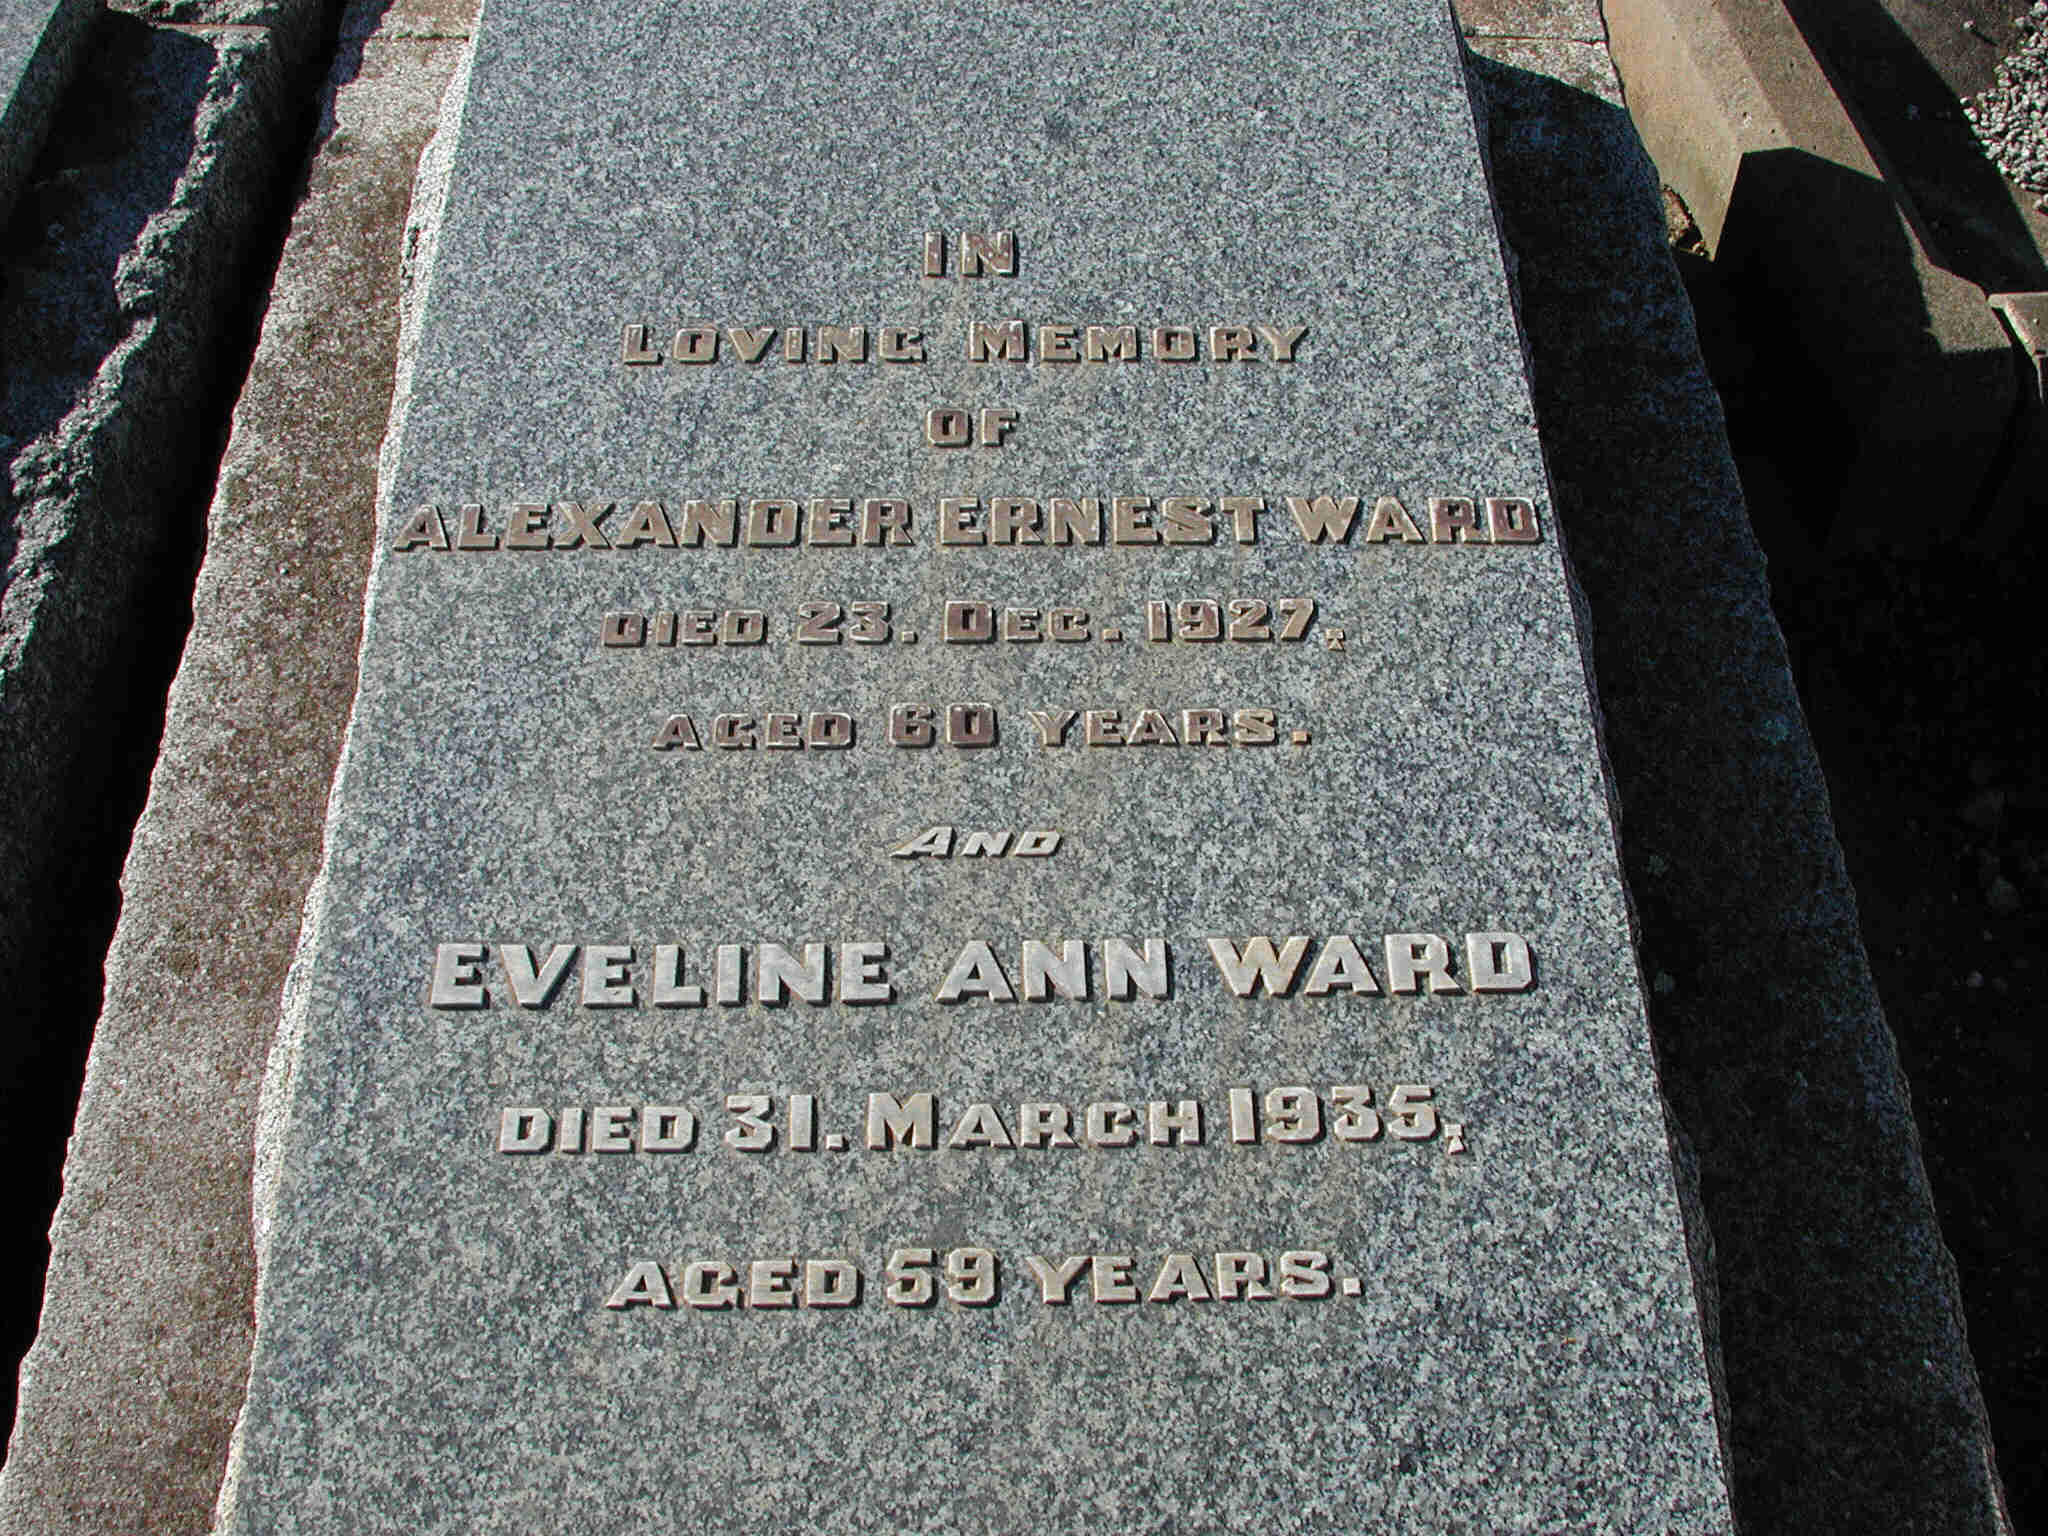 IN
LOVING MEMORY
OF
ALEXANDER ERNEST WARD
DIED 23. DEC. 1927,
AGED 60 YEARS.
AND
EVELINE ANN WARD
DIED 31. MARCH 1935,
AGED 59 YEARS.